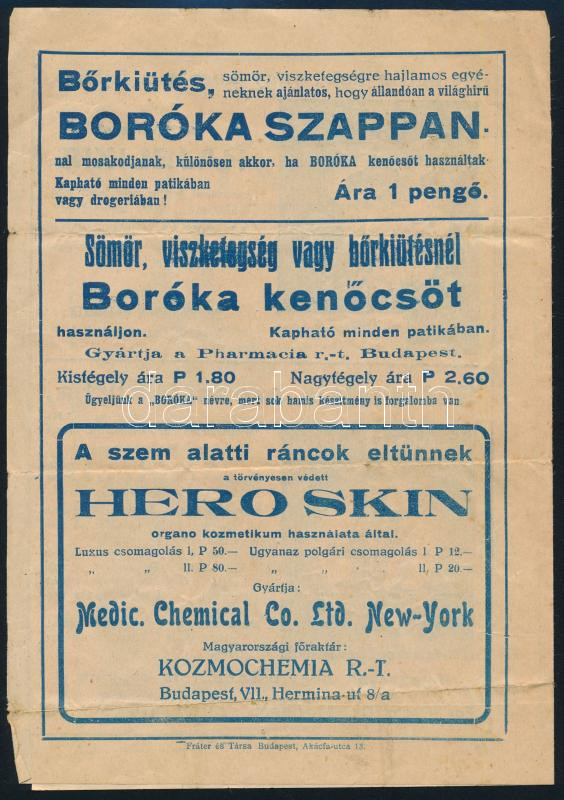 Bőrkiütés, sömör, viszketegségre hajlamos egyé-
neknek ajánlatos, hogy állandóan a világhirű
BORÓKA SZAPPAN-
nal mosakodjanak, különösen akkor, ha BORÓKA kenőcsöt használtak
Kapható minden patikában
vagy drogeriában!
Ára 1 pengő.
Sömör, viszketegség vagy bőrkiütésnél
Boróka kenőcsöt
használjon. Kapható minden patikában.
Gyártja a Pharmacia r.-t. Budapest.
Kistégely ára P 1.80 Nagytégely ára P 2.60
Ügyeljünk a „BORÓKA" névre, mert sok hamis készitmény is forgalomba van
darabanth
A szem alatti ráncok eltünnek
a törvényesen védett
HERO SKIN
organo kozmetikum használata által.
Luxus csomagolás I. P 50.— Ugyanaz polgári csomagolás I P 12.—
„ „ II. P 80.— „ „ „ II. P 20.—
Gyártja:
Medic. Chemical Co. Ltd. New-York
Magyarországi főraktár:
KOZMOCHEMIA R.-T.
Budapest, VII., Hermina-ut 8/a
Fráter és Társa Budapest, Akácfa-utca 13.